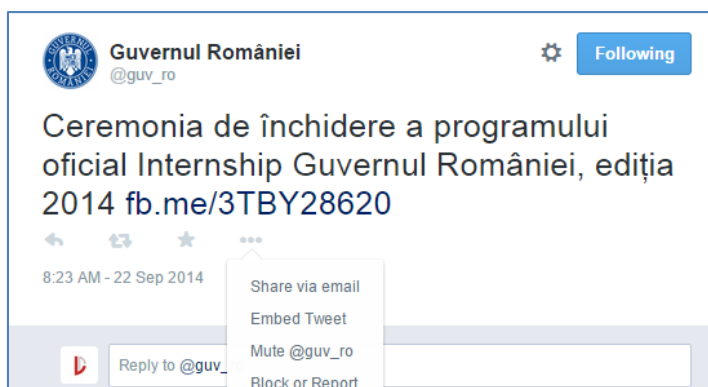 Guvernul României
@guv_ro
Following
Ceremonia de închidere a programului
oficial Internship Guvernul României, ediția
2014 fb.me/3TBY28620
8:23 AM - 22 Sep 2014
Share via email
Embed Tweet
Mute @guv_ro
Reply to @guv_
Block or Report